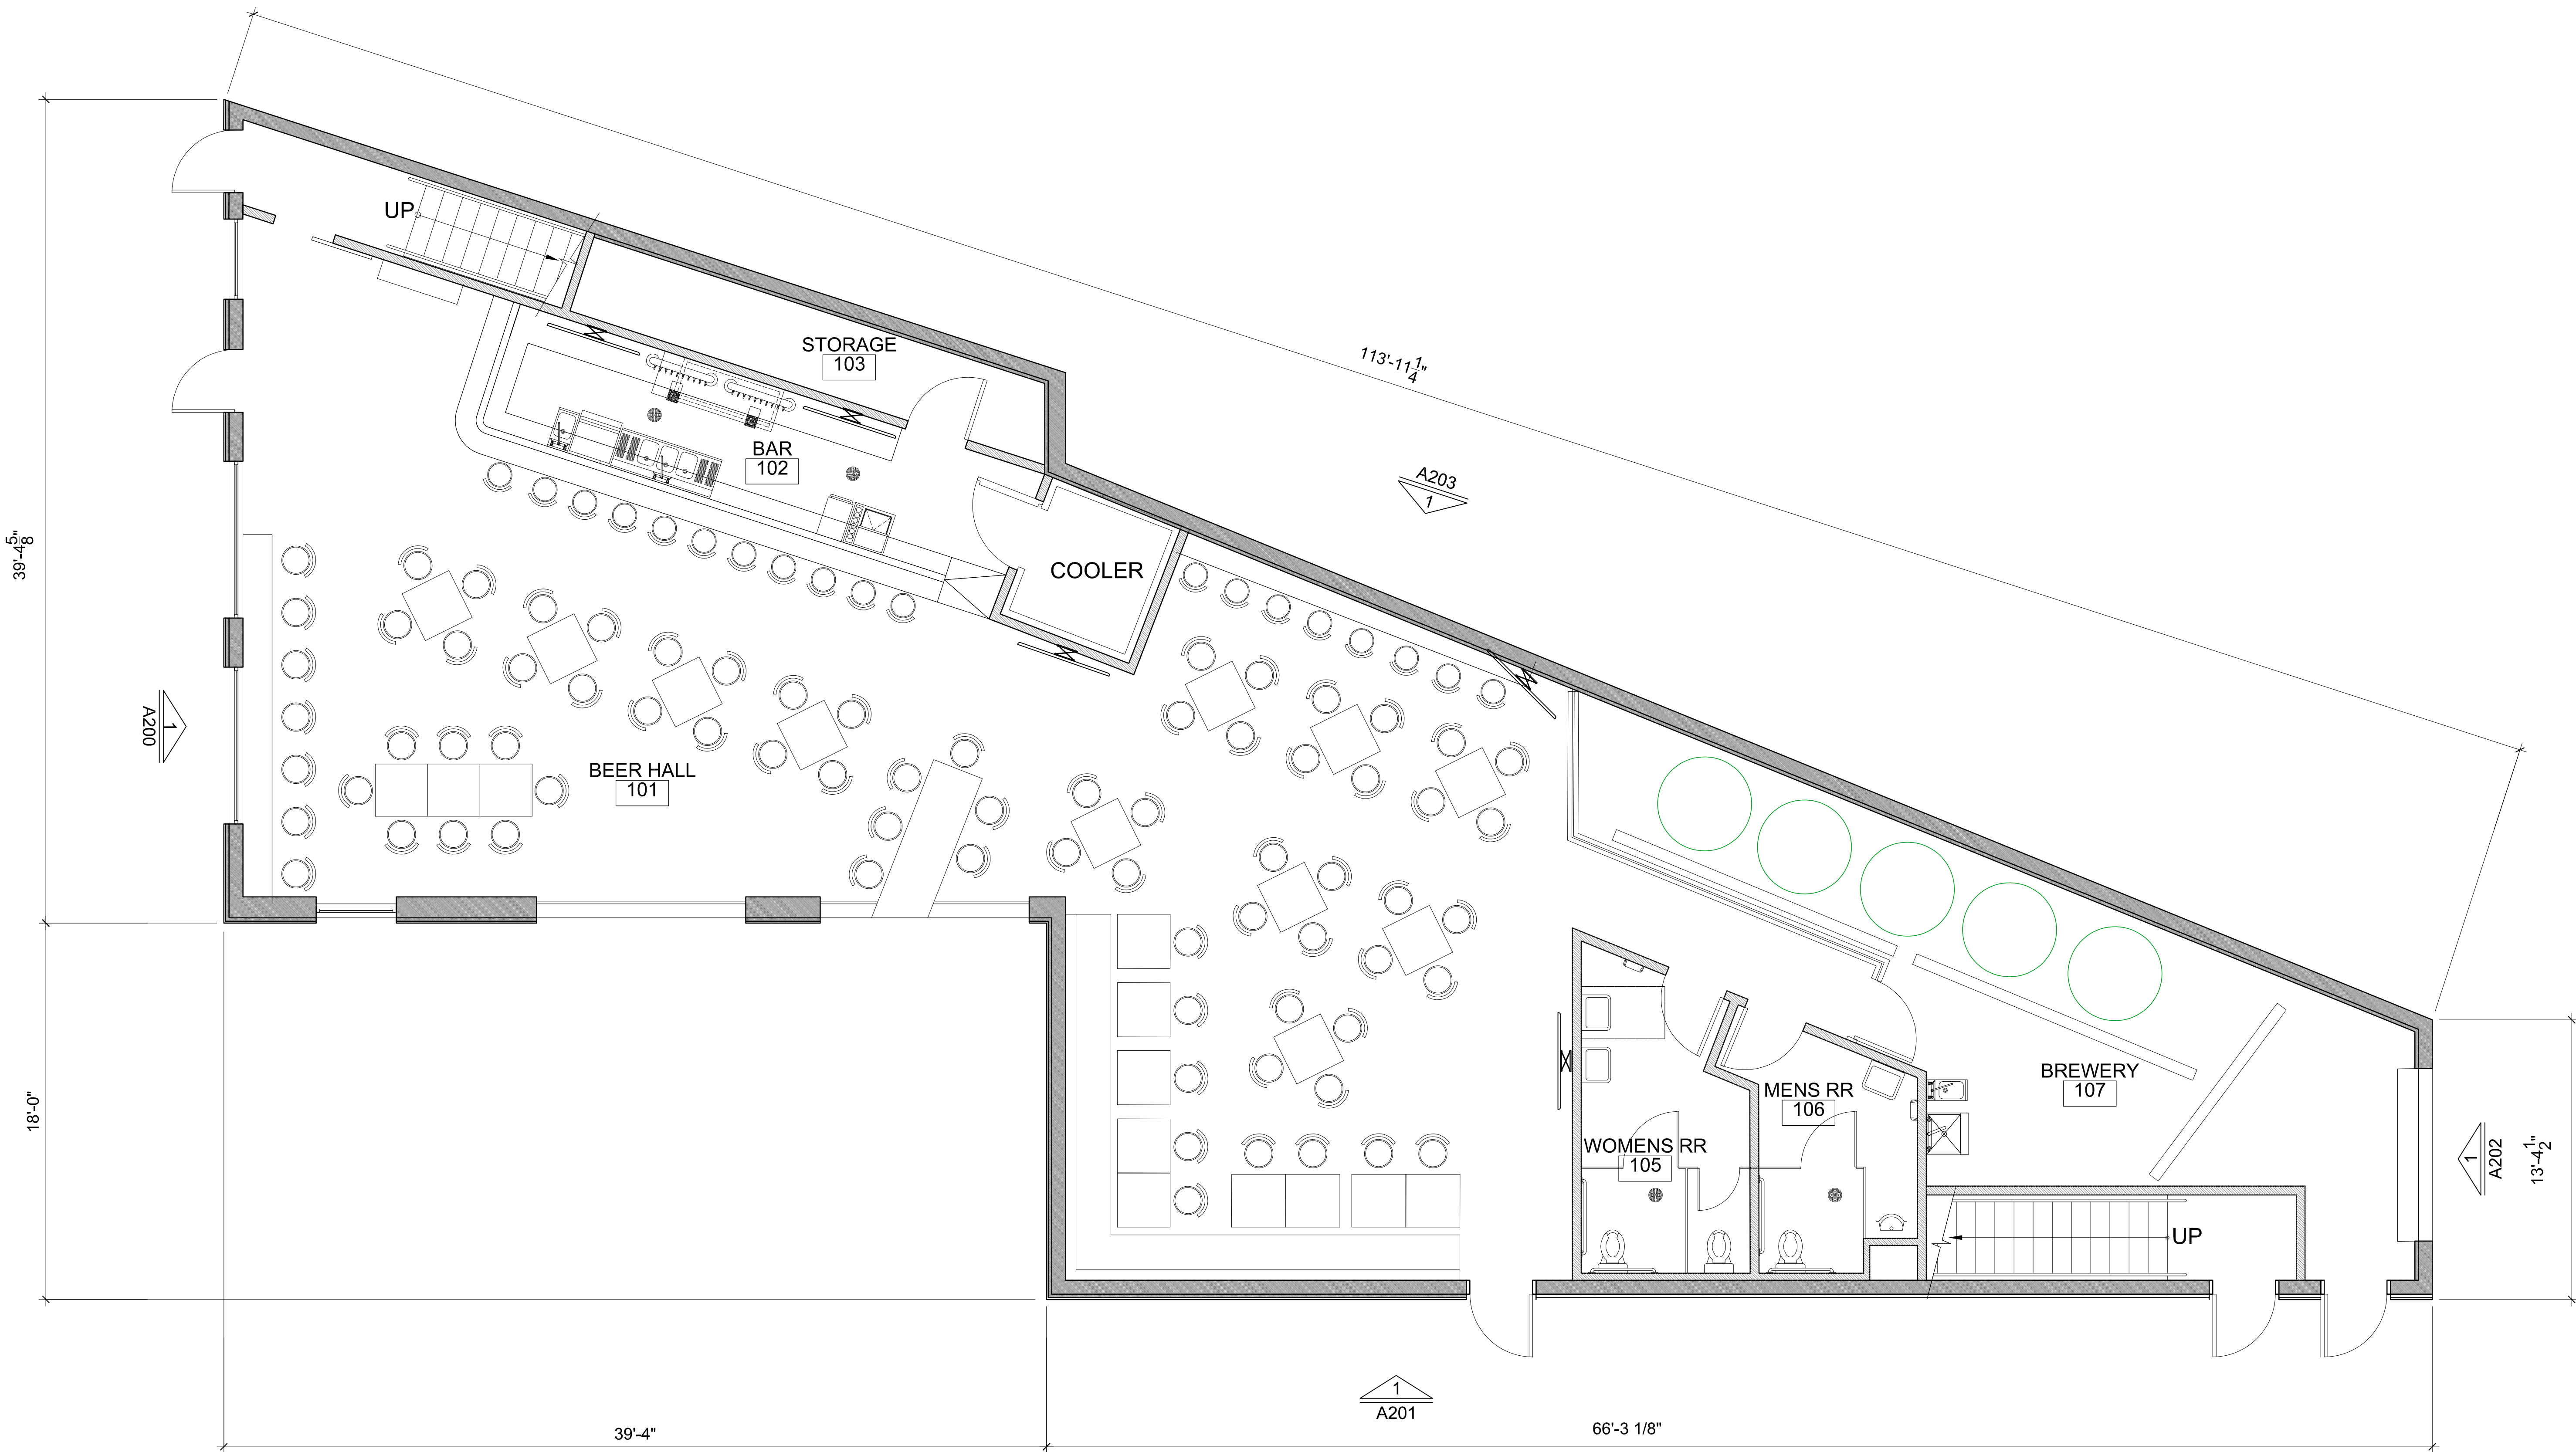 UP
STORAGE
103
113'-11 1/4"
BAR
102
A203
1
39'-4 5/8"
COOLER
1
A200
BEER HALL
101
BREWERY
107
MENS RR
106
18'-0"
WOMENS RR
105
1
A202
13'-4 1/2"
UP
1
A201
39'-4"
66'-3 1/8"